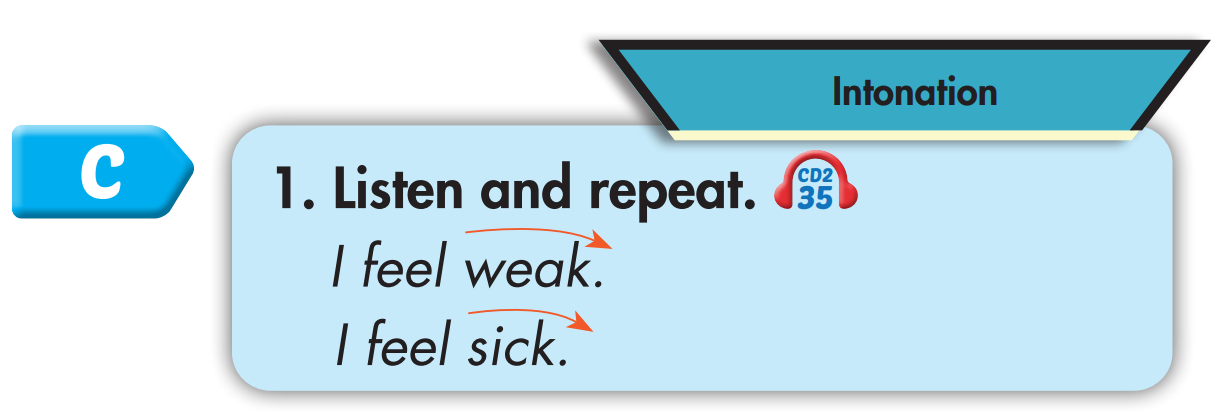 Intonation
C
1. Listen and repeat. CD2 35
I feel weak.
I feel sick.